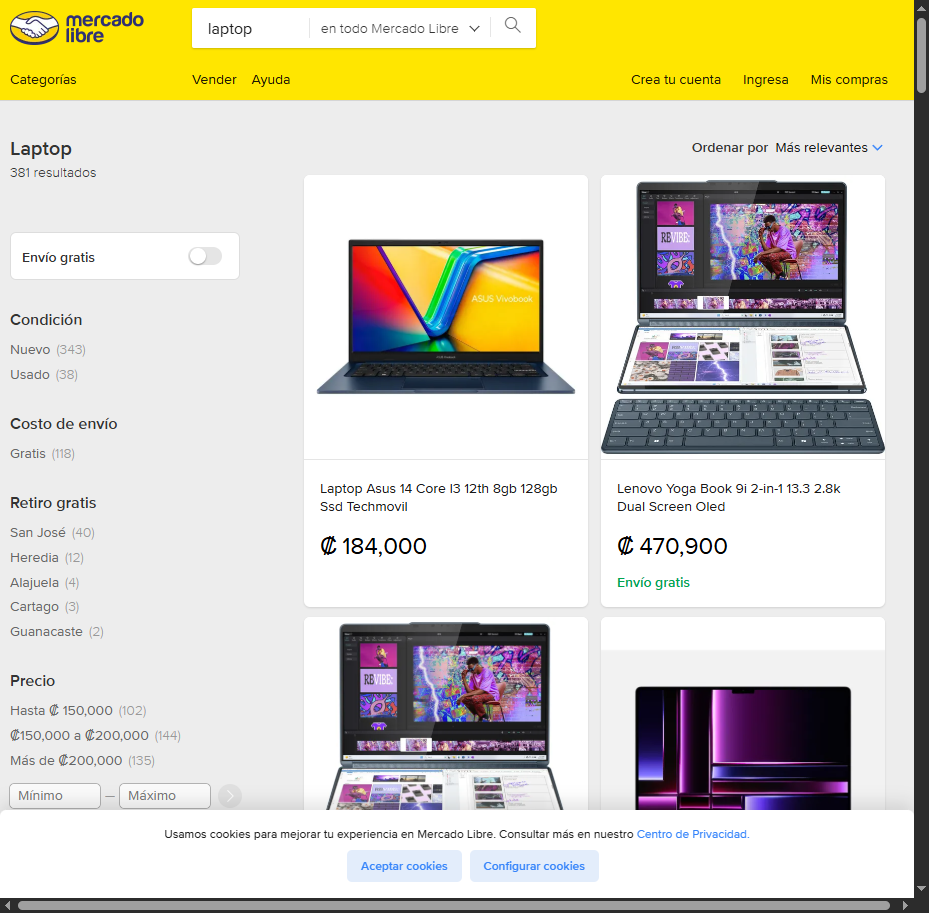 mercado
libre
laptop
en todo Mercado Libre
Categorías
Vender
Ayuda
Crea tu cuenta
Ingresa
Mis compras
Laptop
381 resultados
Ordenar por Más relevantes
Envío gratis
Condición
Nuevo (343)
Usado (38)
Costo de envío
Gratis (118)
Retiro gratis
San José (40)
Heredia (12)
Alajuela (4)
Cartago (3)
Guanacaste (2)
Precio
Hasta ₡ 150,000 (102)
₡150,000 a ₡200,000 (144)
Más de ₡200,000 (135)
Mínimo — Máximo
ASUS Vivobook
Laptop Asus 14 Core I3 12th 8gb 128gb
Ssd Techmovil
₡ 184,000
REVIBE:
Lenovo Yoga Book 9i 2-in-1 13.3 2.8k
Dual Screen Oled
₡ 470,900
Envío gratis
REVIBE:
Usamos cookies para mejorar tu experiencia en Mercado Libre. Consultar más en nuestro Centro de Privacidad.
Aceptar cookies
Configurar cookies